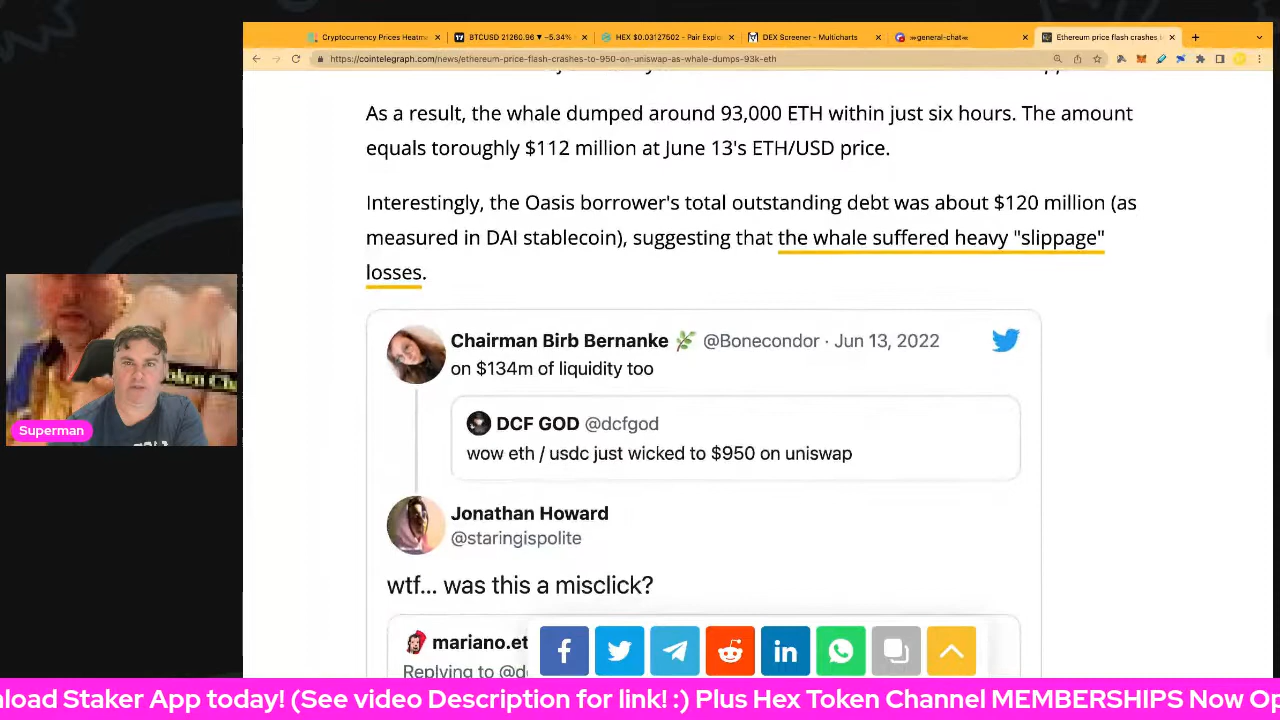 Cryptocurrency Prices Heatma
BTCUSD 21260.96 ▼ −5.34%
HEX $0.03127502 - Pair Explo
DEX Screener - Multicharts
general-chat
Ethereum price flash crashes
https://cointelegraph.com/news/ethereum-price-flash-crashes-to-950-on-uniswap-as-whale-dumps-93k-eth
As a result, the whale dumped around 93,000 ETH within just six hours. The amount
equals toroughly $112 million at June 13's ETH/USD price.
Interestingly, the Oasis borrower's total outstanding debt was about $120 million (as
measured in DAI stablecoin), suggesting that the whale suffered heavy "slippage"
losses.
Chairman Birb Bernanke @Bonecondor · Jun 13, 2022
on $134m of liquidity too
DCF GOD @dcfgod
wow eth / usdc just wicked to $950 on uniswap
Jonathan Howard
@staringispolite
wtf... was this a misclick?
mariano.et
Replying to @d
Superman
nload Staker App today! (See video Description for link! :) Plus Hex Token Channel MEMBERSHIPS Now Op